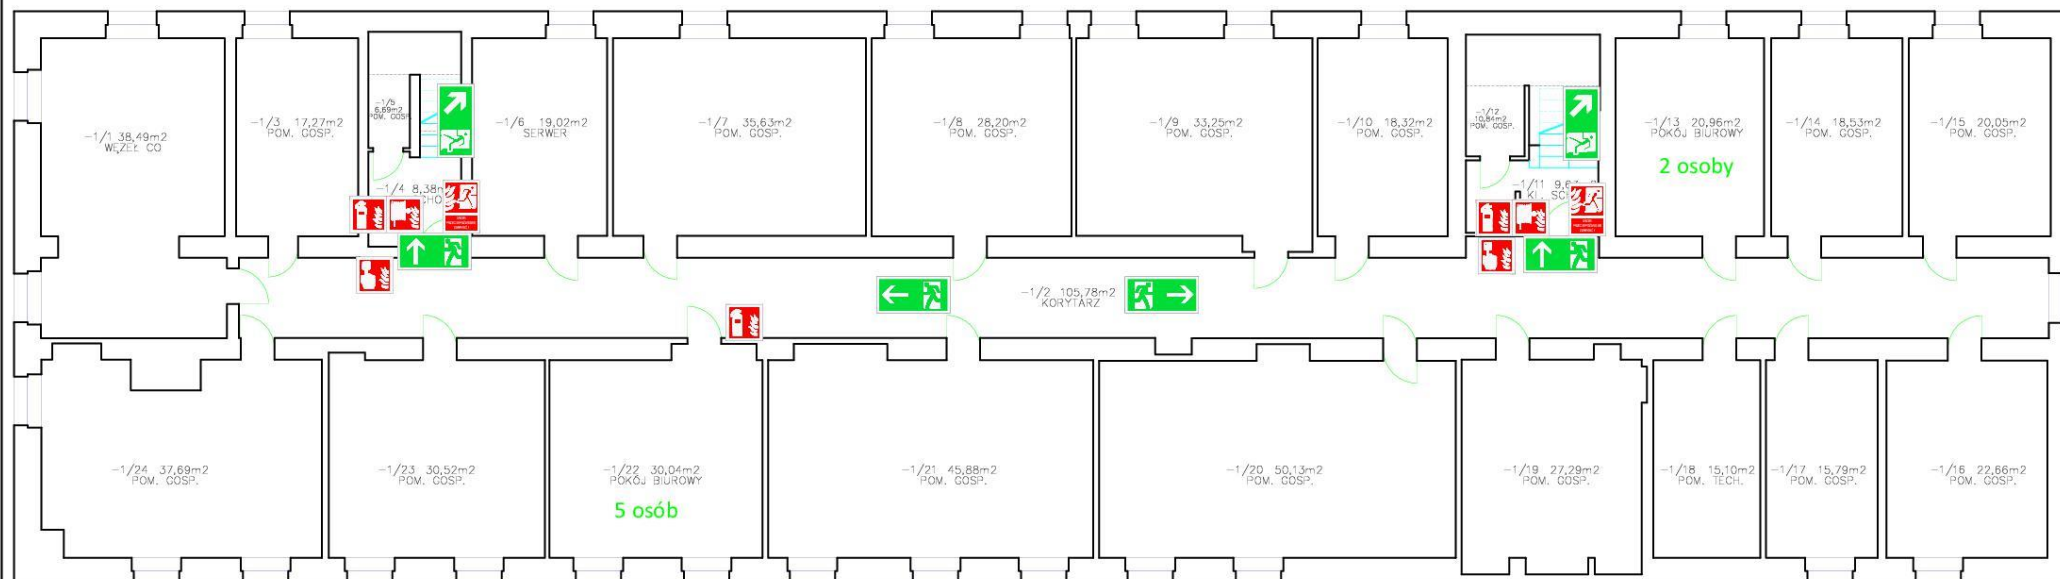 -1/1 38,49m2
WĘZEŁ CO
-1/3 17,27m2
POM. GOSP.
-1/5
6,69m2
POM. GOSP.
-1/4 8,38m
-1/6 19,02m2
SERWER
-1/7 35,63m2
POM. GOSP.
-1/8 28,20m2
POM. GOSP.
-1/9 33,25m2
POM. GOSP.
-1/10 18,32m2
POM. GOSP.
-1/12
10,84m2
POM. GOSP.
-1/11
-1/13 20,96m2
POKÓJ BIUROWY
2 osoby
-1/14 18,53m2
POM. GOSP.
-1/15 20,05m2
POM. GOSP.
-1/2 105,78m2
KORYTARZ
-1/24 37,69m2
POM. GOSP.
-1/23 30,52m2
POM. GOSP.
-1/22 30,04m2
POKÓJ BIUROWY
5 osób
-1/21 45,88m2
POM. GOSP.
-1/20 50,13m2
POM. GOSP.
-1/19 27,29m2
POM. GOSP.
-1/18 15,10m2
POM. TECH.
-1/17 15,79m2
POM. GOSP.
-1/16 22,66m2
POM. GOSP.